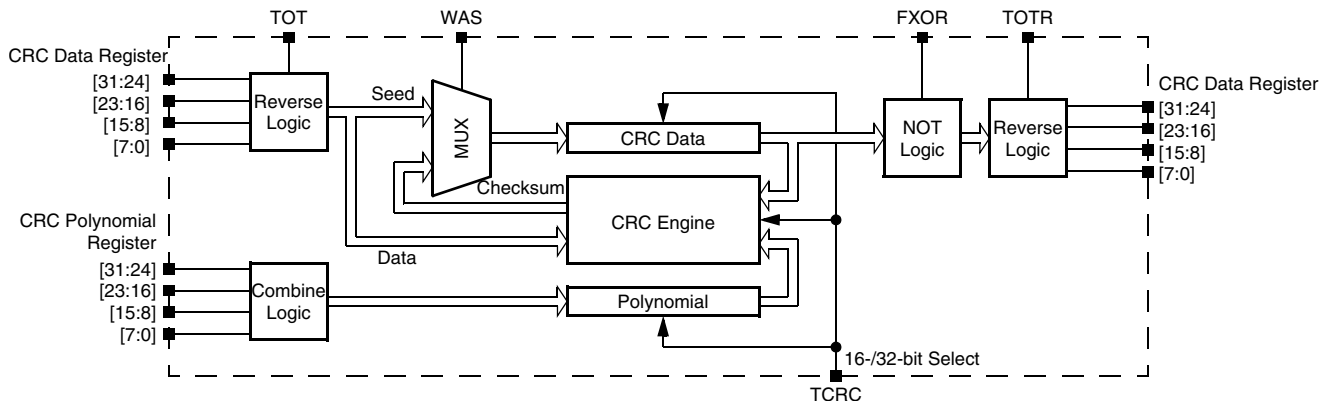 TOT
WAS
FXOR
TOTR
CRC Data Register
[31:24]
[23:16]
[15:8]
[7:0]
Reverse
Logic
Seed
MUX
CRC Data
NOT
Logic
Reverse
Logic
CRC Data Register
[31:24]
[23:16]
[15:8]
[7:0]
Checksum
CRC Engine
Data
CRC Polynomial
Register
[31:24]
[23:16]
[15:8]
[7:0]
Combine
Logic
Polynomial
16-/32-bit Select
TCRC